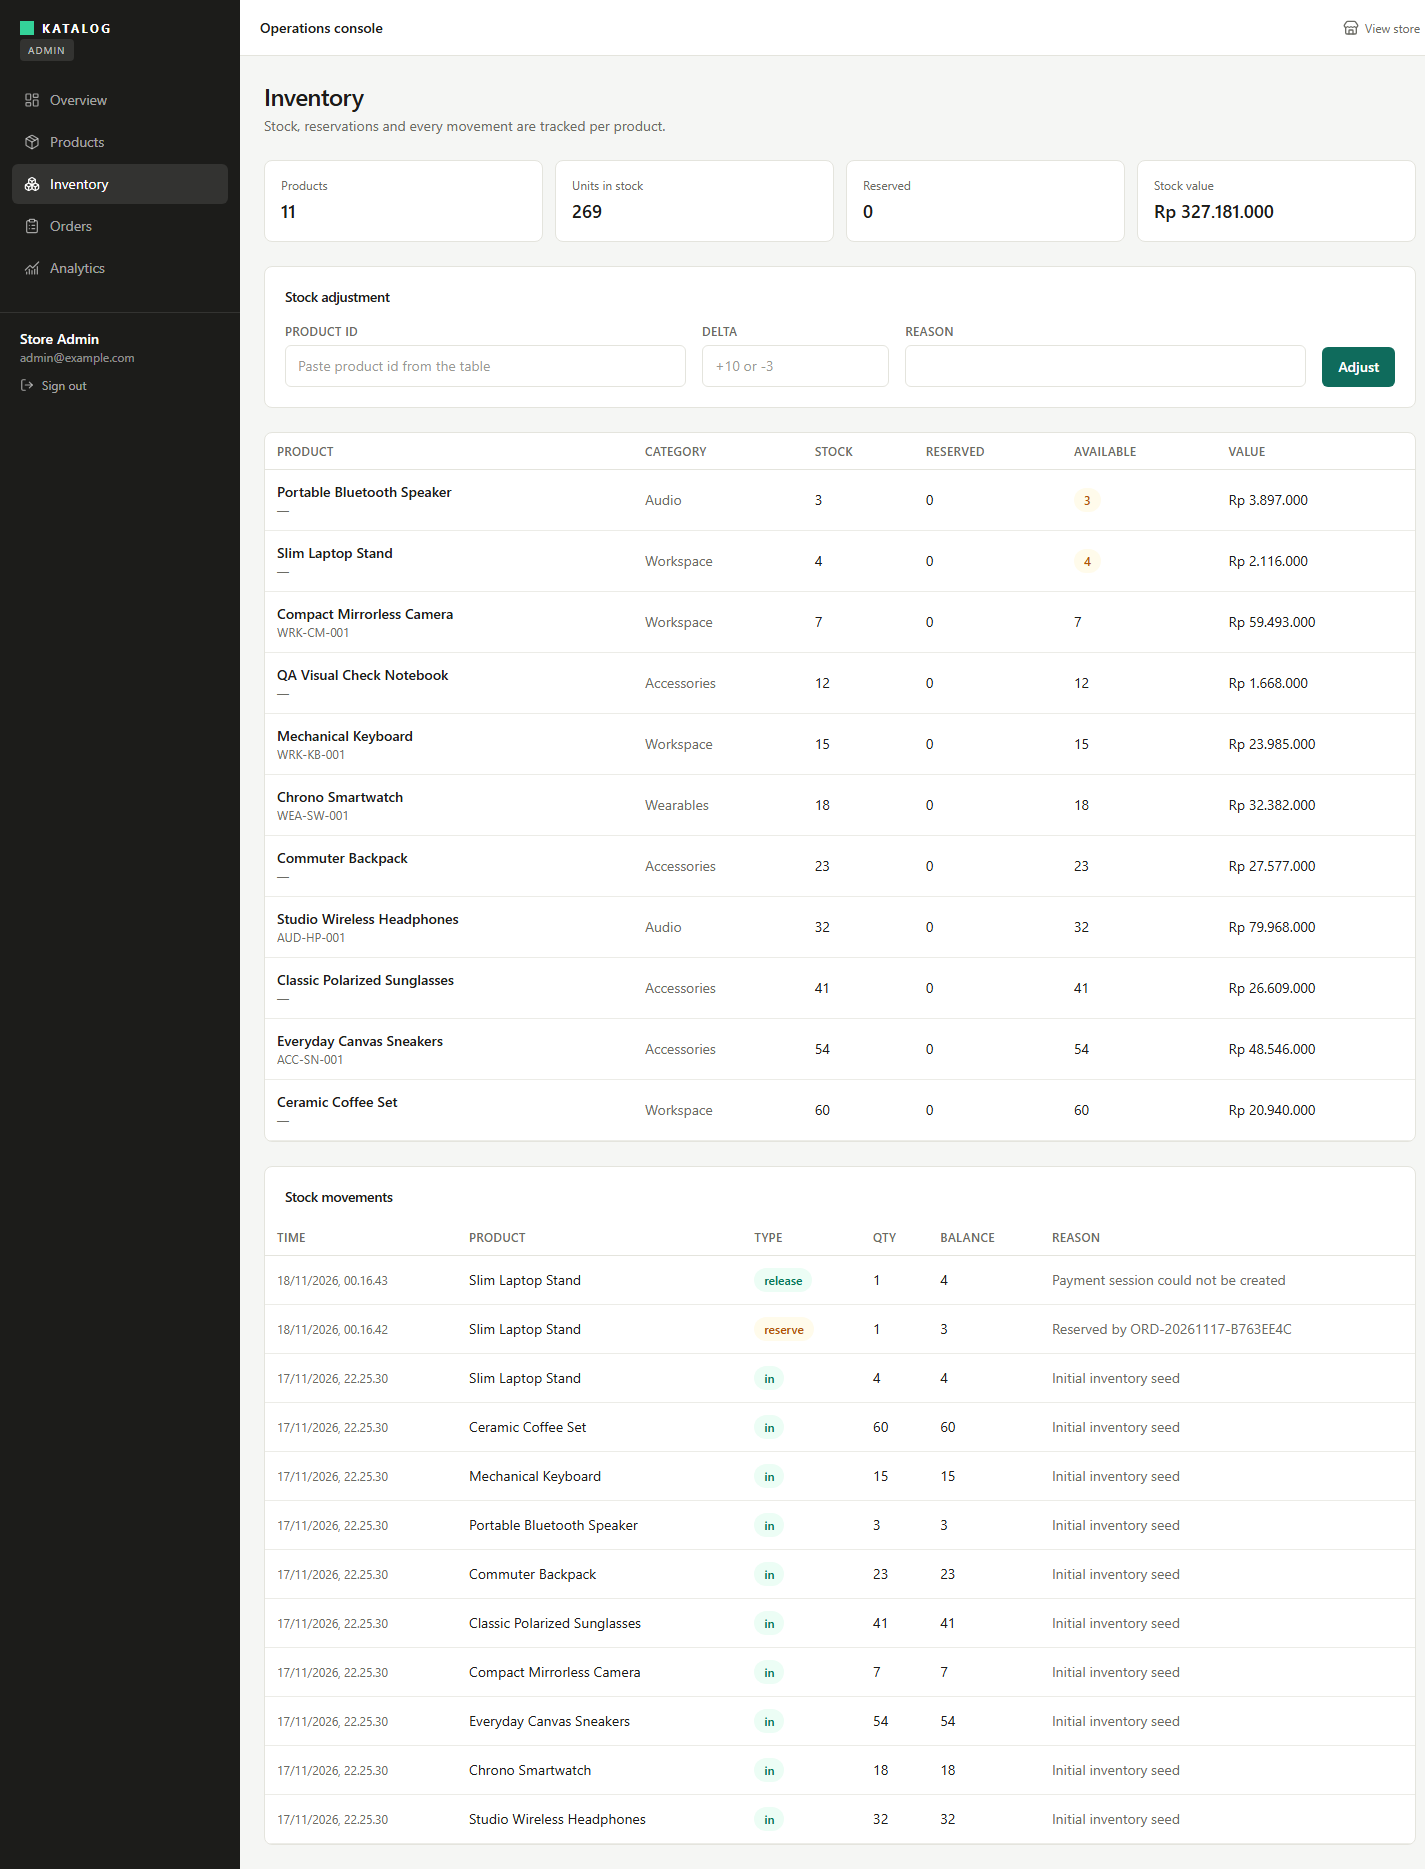 KATALOG
ADMIN
Overview
Products
Inventory
Orders
Analytics
Store Admin
admin@example.com
Sign out
Operations console
View store
Inventory
Stock, reservations and every movement are tracked per product.
Products
11
Units in stock
269
Reserved
0
Stock value
Rp 327.181.000
Stock adjustment
PRODUCT ID DELTA REASON
Paste product id from the table +10 or -3 Adjust
PRODUCT CATEGORY STOCK RESERVED AVAILABLE VALUE
Portable Bluetooth Speaker
— Audio 3 0 3 Rp 3.897.000
Slim Laptop Stand
— Workspace 4 0 4 Rp 2.116.000
Compact Mirrorless Camera
WRK-CM-001 Workspace 7 0 7 Rp 59.493.000
QA Visual Check Notebook
— Accessories 12 0 12 Rp 1.668.000
Mechanical Keyboard
WRK-KB-001 Workspace 15 0 15 Rp 23.985.000
Chrono Smartwatch
WEA-SW-001 Wearables 18 0 18 Rp 32.382.000
Commuter Backpack
— Accessories 23 0 23 Rp 27.577.000
Studio Wireless Headphones
AUD-HP-001 Audio 32 0 32 Rp 79.968.000
Classic Polarized Sunglasses
— Accessories 41 0 41 Rp 26.609.000
Everyday Canvas Sneakers
ACC-SN-001 Accessories 54 0 54 Rp 48.546.000
Ceramic Coffee Set
— Workspace 60 0 60 Rp 20.940.000
Stock movements
TIME PRODUCT TYPE QTY BALANCE REASON
18/11/2026, 00.16.43 Slim Laptop Stand release 1 4 Payment session could not be created
18/11/2026, 00.16.42 Slim Laptop Stand reserve 1 3 Reserved by ORD-20261117-B763EE4C
17/11/2026, 22.25.30 Slim Laptop Stand in 4 4 Initial inventory seed
17/11/2026, 22.25.30 Ceramic Coffee Set in 60 60 Initial inventory seed
17/11/2026, 22.25.30 Mechanical Keyboard in 15 15 Initial inventory seed
17/11/2026, 22.25.30 Portable Bluetooth Speaker in 3 3 Initial inventory seed
17/11/2026, 22.25.30 Commuter Backpack in 23 23 Initial inventory seed
17/11/2026, 22.25.30 Classic Polarized Sunglasses in 41 41 Initial inventory seed
17/11/2026, 22.25.30 Compact Mirrorless Camera in 7 7 Initial inventory seed
17/11/2026, 22.25.30 Everyday Canvas Sneakers in 54 54 Initial inventory seed
17/11/2026, 22.25.30 Chrono Smartwatch in 18 18 Initial inventory seed
17/11/2026, 22.25.30 Studio Wireless Headphones in 32 32 Initial inventory seed